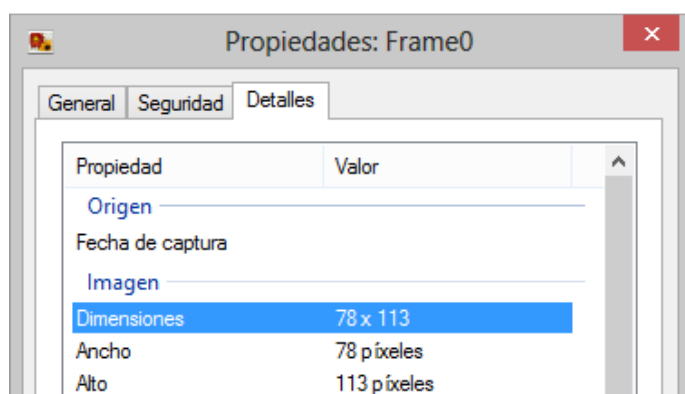 Propiedades: Frame0
General Seguridad Detalles
Propiedad Valor
Origen
Fecha de captura
Imagen
Dimensiones 78 x 113
Ancho 78 píxeles
Alto 113 píxeles